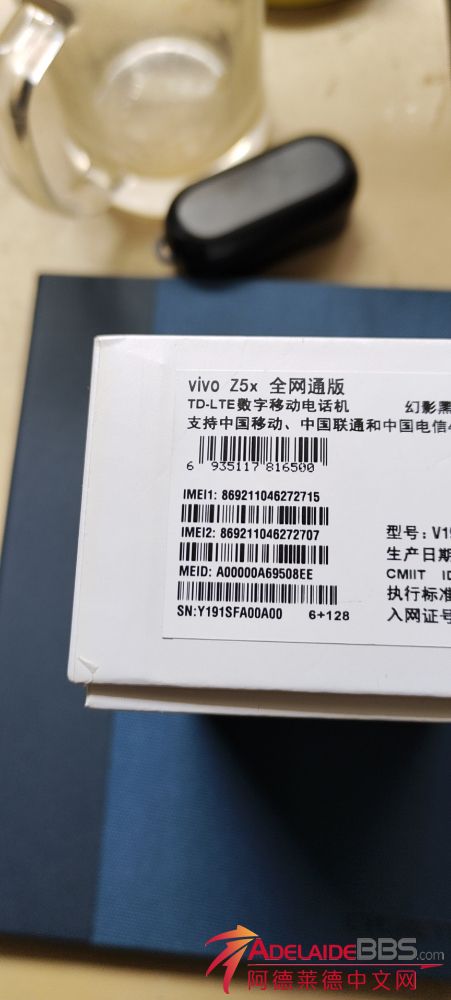 vivo Z5x 全网通版
TD-LTE数字移动电话机 幻影黑
支持中国移动、中国联通和中国电信4
6 935117 816500
IMEI1: 869211046272715
IMEI2: 869211046272707
MEID: A00000A69508EE
SN:Y191SFA00A00 6+128
型号: V19
生产日期
CMIIT ID
执行标准
入网证号
ADELAIDEBBS.com
阿德莱德中文网